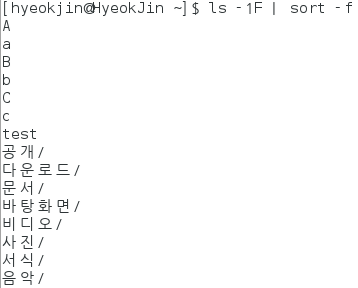 [hyeokjin@HyeokJin ~]$ ls -1F | sort -f
A
a
B
b
C
c
test
공개/
다운로드/
문서/
바탕화면/
비디오/
사진/
서식/
음악/